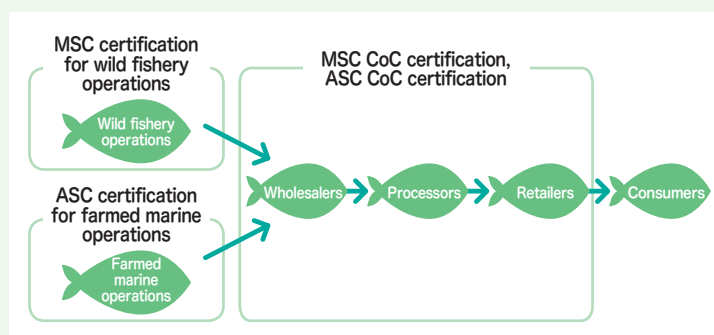 MSC certification
for wild fishery
operations
Wild fishery
operations
ASC certification
for farmed marine
operations
Farmed
marine
operations
MSC CoC certification,
ASC CoC certification
Wholesalers
Processors
Retailers
Consumers